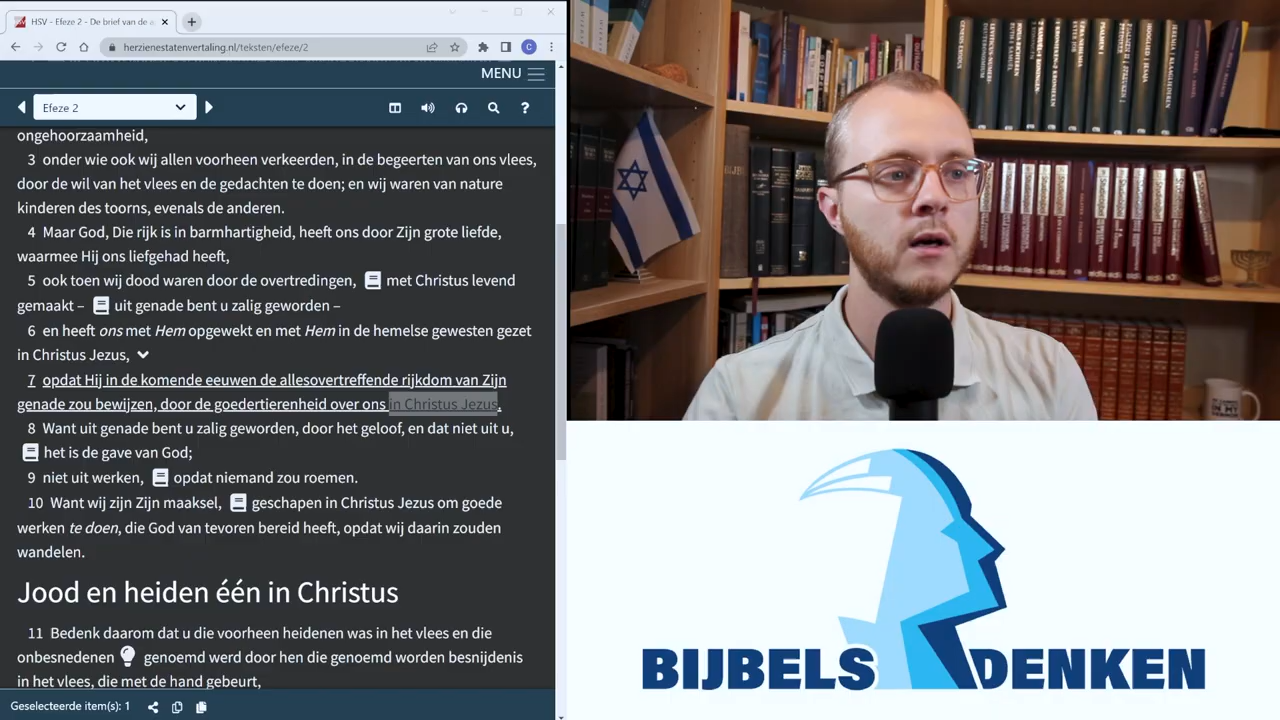 HSV - Efeze 2 - De brief van de a
herzienestatenvertaling.nl/teksten/efeze/2
MENU
Efeze 2
ongehoorzaamheid,
3 onder wie ook wij allen voorheen verkeerden, in de begeerten van ons vlees,
door de wil van het vlees en de gedachten te doen; en wij waren van nature
kinderen des toorns, evenals de anderen.
4 Maar God, Die rijk is in barmhartigheid, heeft ons door Zijn grote liefde,
waarmee Hij ons liefgehad heeft,
5 ook toen wij dood waren door de overtredingen, met Christus levend
gemaakt – uit genade bent u zalig geworden –
6 en heeft ons met Hem opgewekt en met Hem in de hemelse gewesten gezet
in Christus Jezus,
7 opdat Hij in de komende eeuwen de allesovertreffende rijkdom van Zijn
genade zou bewijzen, door de goedertierenheid over ons in Christus Jezus.
8 Want uit genade bent u zalig geworden, door het geloof, en dat niet uit u,
het is de gave van God;
9 niet uit werken, opdat niemand zou roemen.
10 Want wij zijn Zijn maaksel, geschapen in Christus Jezus om goede
werken te doen, die God van tevoren bereid heeft, opdat wij daarin zouden
wandelen.
Jood en heiden één in Christus
11 Bedenk daarom dat u die voorheen heidenen was in het vlees en die
onbesnedenen genoemd werd door hen die genoemd worden besnijdenis
in het vlees, die met de hand gebeurt,
Geselecteerde item(s): 1
BIJBELS DENKEN